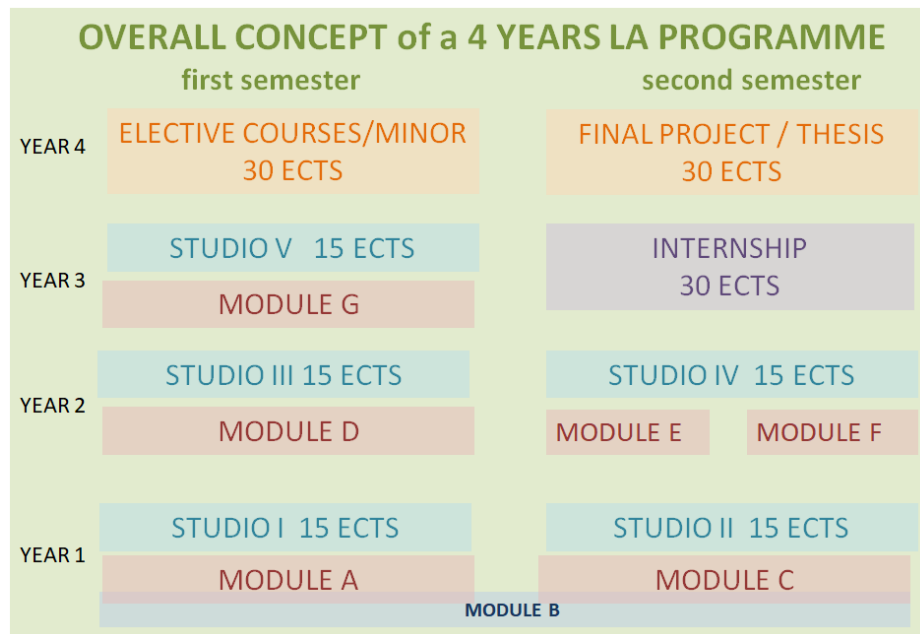 OVERALL CONCEPT of a 4 YEARS LA PROGRAMME
first semester
second semester
YEAR 4
ELECTIVE COURSES/MINOR
30 ECTS
FINAL PROJECT / THESIS
30 ECTS
YEAR 3
STUDIO V 15 ECTS
MODULE G
INTERNSHIP
30 ECTS
YEAR 2
STUDIO III 15 ECTS
MODULE D
STUDIO IV 15 ECTS
MODULE E
MODULE F
YEAR 1
STUDIO I 15 ECTS
MODULE A
STUDIO II 15 ECTS
MODULE C
MODULE B